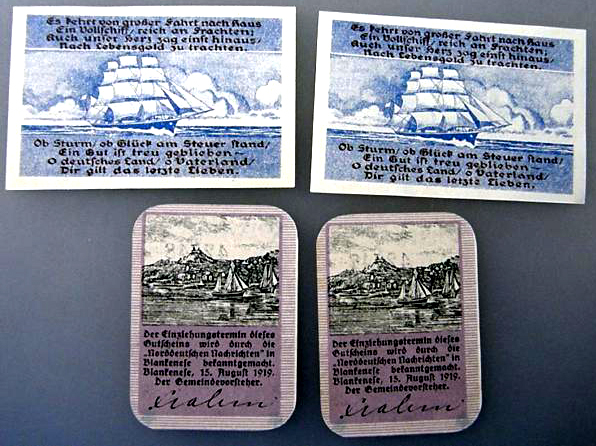 Es kehrt von großer Fahrt nach Haus
Ein Vollschiff/ reich an Frachten;
Auch unser Herz zog einst hinaus/
Nach Lebensgold zu trachten.
Ob Sturm/ ob Glück am Steuer stand/
Ein Gut ist treu geblieben-
O deutsches Land/ o Vaterland/
Dir gilt das letzte Lieben.
Es kehrt von großer Fahrt nach Haus
Ein Vollschiff/ reich an Frachten;
Auch unser Herz zog einst hinaus/
Nach Lebensgold zu trachten.
Ob Sturm/ ob Glück am Steuer stand/
Ein Gut ist treu geblieben-
O deutsches Land/ o Vaterland/
Dir gilt das letzte Lieben.
Der Einziehungstermin dieses
Gutscheins wird durch die
„Norddeutschen Nachrichten" in
Blankenese bekanntgemacht.
Blankenese, 15. August 1919.
Der Gemeindevorsteher.
Der Einziehungstermin dieses
Gutscheins wird durch die
„Norddeutschen Nachrichten" in
Blankenese bekanntgemacht.
Blankenese, 15. August 1919.
Der Gemeindevorsteher.